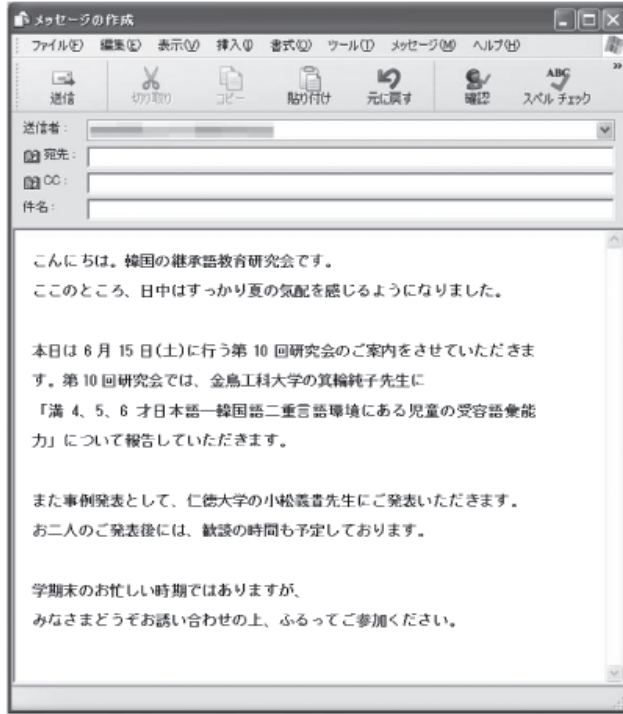 メッセージの作成
ファイル(F) 編集(E) 表示(V) 挿入(I) 書式(O) ツール(T) メッセージ(M) ヘルプ(H)
送信 切り取り コピー 貼り付け 元に戻す 確認 ABC スペル チェック »
送信者:
宛先:
CC:
件名:
こんにちは。韓国の継承語教育研究会です。
ここのところ、日中はすっかり夏の気配を感じるようになりました。
本日は 6 月 15 日(土)に行う第 10 回研究会のご案内をさせていただきま
す。第 10 回研究会では、金烏工科大学の箕輪純子先生に
「満 4、5、6 才日本語―韓国語二重言語環境にある児童の受容語彙能
力」について報告していただきます。
また事例発表として、仁徳大学の小松義昔先生にご発表いただきます。
お二人のご発表後には、歓談の時間も予定しております。
学期末のお忙しい時期ではありますが、
みなさまどうぞお誘い合わせの上、ふるってご参加ください。